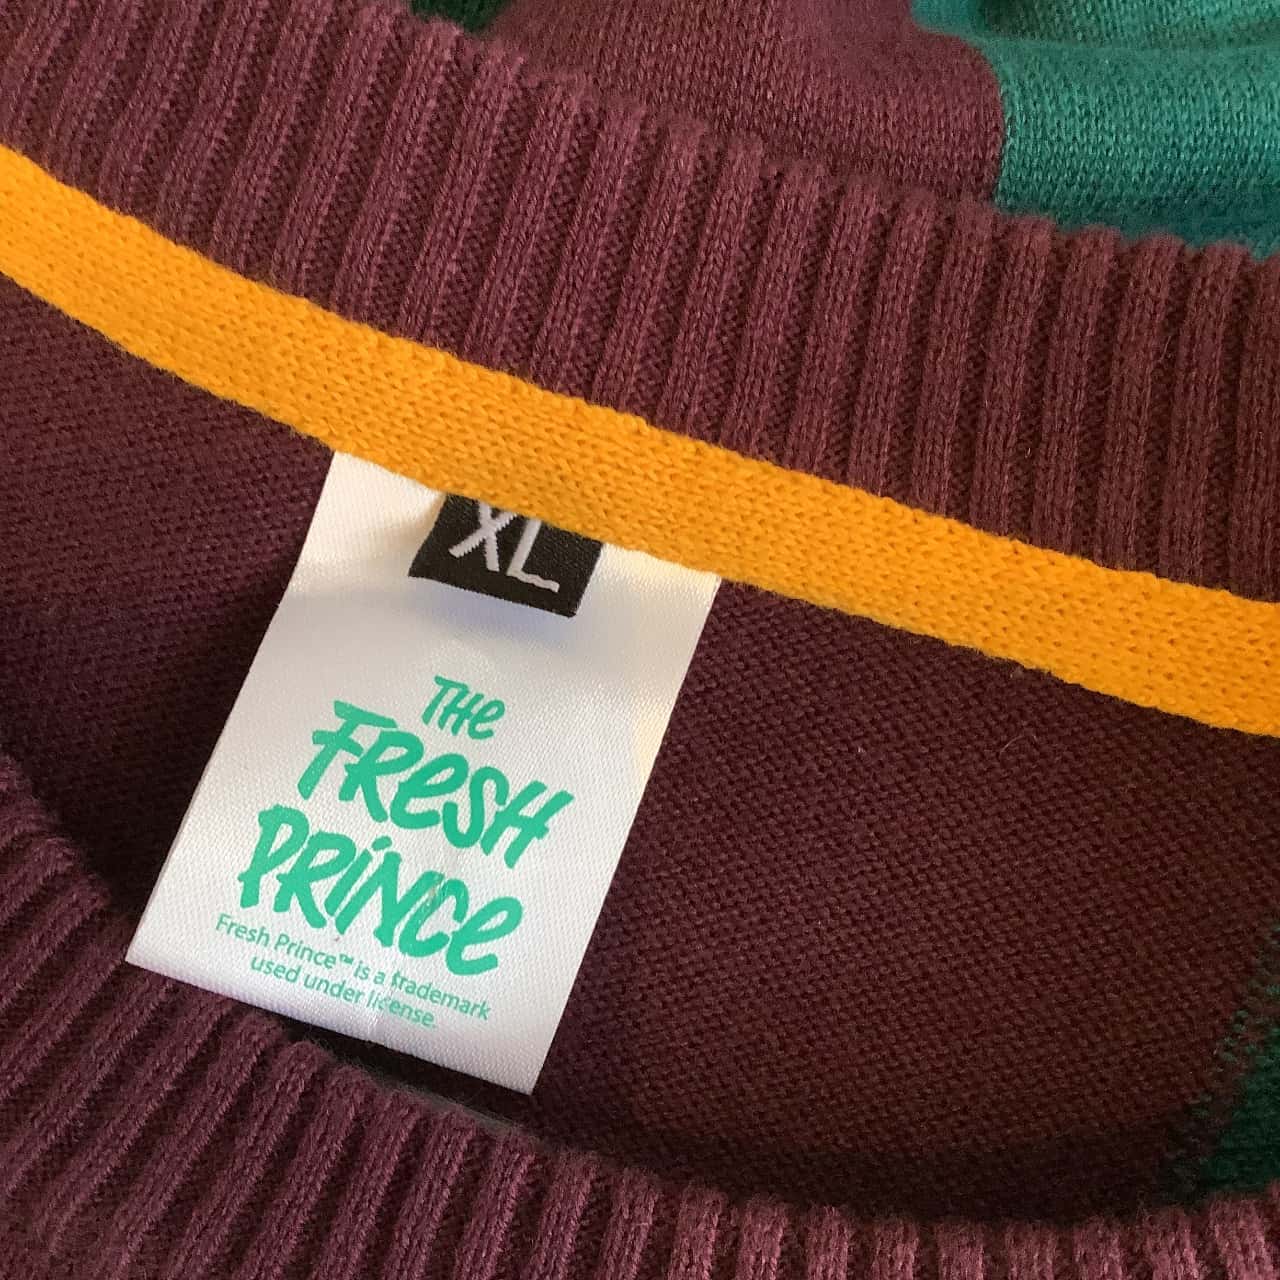 XL
THE
FResH
PRiNCe
Fresh Prince™ is a trademark
used under license.